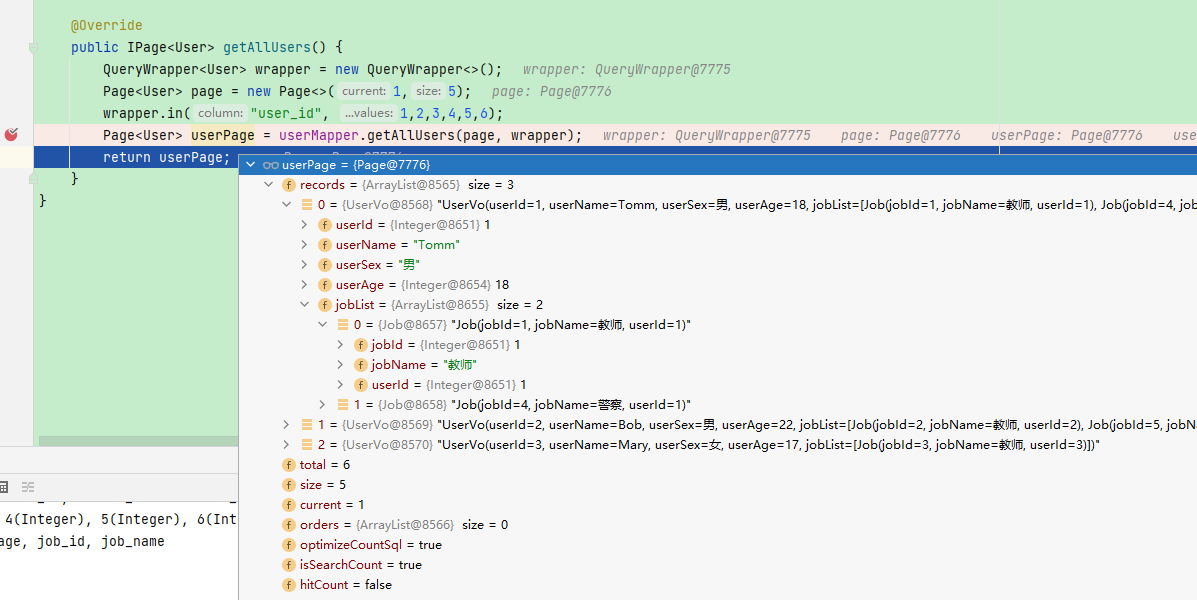 @Override
public IPage<User> getAllUsers() {
QueryWrapper<User> wrapper = new QueryWrapper<>(); wrapper: QueryWrapper@7775
Page<User> page = new Page<>( current: 1, size: 5); page: Page@7776
wrapper.in( column: "user_id", ...values: 1,2,3,4,5,6);
Page<User> userPage = userMapper.getAllUsers(page, wrapper); wrapper: QueryWrapper@7775 page: Page@7776 userPage: Page@7776 use
return userPage;
}
}
userPage = {Page@7776}
records = {ArrayList@8565} size = 3
0 = {UserVo@8568} "UserVo(userId=1, userName=Tomm, userSex=男, userAge=18, jobList=[Job(jobId=1, jobName=教师, userId=1), Job(jobId=4, job
userId = {Integer@8651} 1
userName = "Tomm"
userSex = "男"
userAge = {Integer@8654} 18
jobList = {ArrayList@8655} size = 2
0 = {Job@8657} "Job(jobId=1, jobName=教师, userId=1)"
jobId = {Integer@8651} 1
jobName = "教师"
userId = {Integer@8651} 1
1 = {Job@8658} "Job(jobId=4, jobName=警察, userId=1)"
1 = {UserVo@8569} "UserVo(userId=2, userName=Bob, userSex=男, userAge=22, jobList=[Job(jobId=2, jobName=教师, userId=2), Job(jobId=5, jobN
2 = {UserVo@8570} "UserVo(userId=3, userName=Mary, userSex=女, userAge=17, jobList=[Job(jobId=3, jobName=教师, userId=3)])"
total = 6
size = 5
current = 1
orders = {ArrayList@8566} size = 0
optimizeCountSql = true
isSearchCount = true
hitCount = false
4(Integer), 5(Integer), 6(Int
age, job_id, job_name